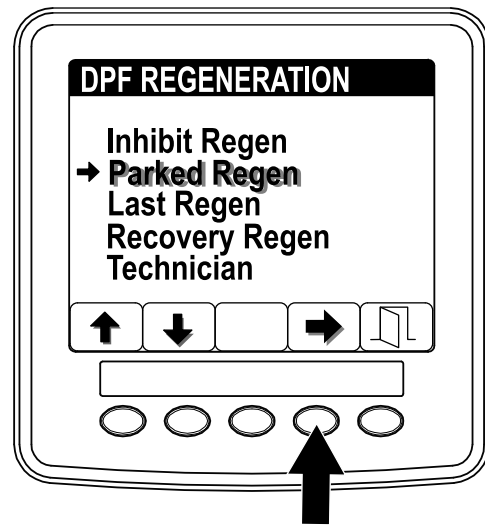 DPF REGENERATION
Inhibit Regen
Parked Regen
Last Regen
Recovery Regen
Technician